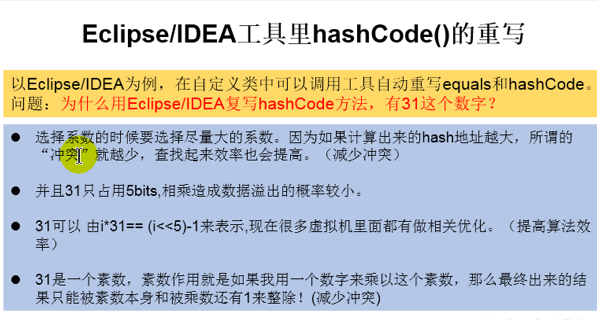 Eclipse/IDEA工具里hashCode()的重写
以Eclipse/IDEA为例，在自定义类中可以调用工具自动重写equals和hashCode。
问题：为什么用Eclipse/IDEA复写hashCode方法，有31这个数字？
● 选择系数的时候要选择尽量大的系数。因为如果计算出来的hash地址越大，所谓的
“冲突”就越少，查找起来效率也会提高。（减少冲突）
● 并且31只占用5bits,相乘造成数据溢出的概率较小。
● 31可以 由i*31== (i<<5)-1来表示,现在很多虚拟机里面都有做相关优化。（提高算法效
率）
● 31是一个素数，素数作用就是如果我用一个数字来乘以这个素数，那么最终出来的结
果只能被素数本身和被乘数还有1来整除！(减少冲突)